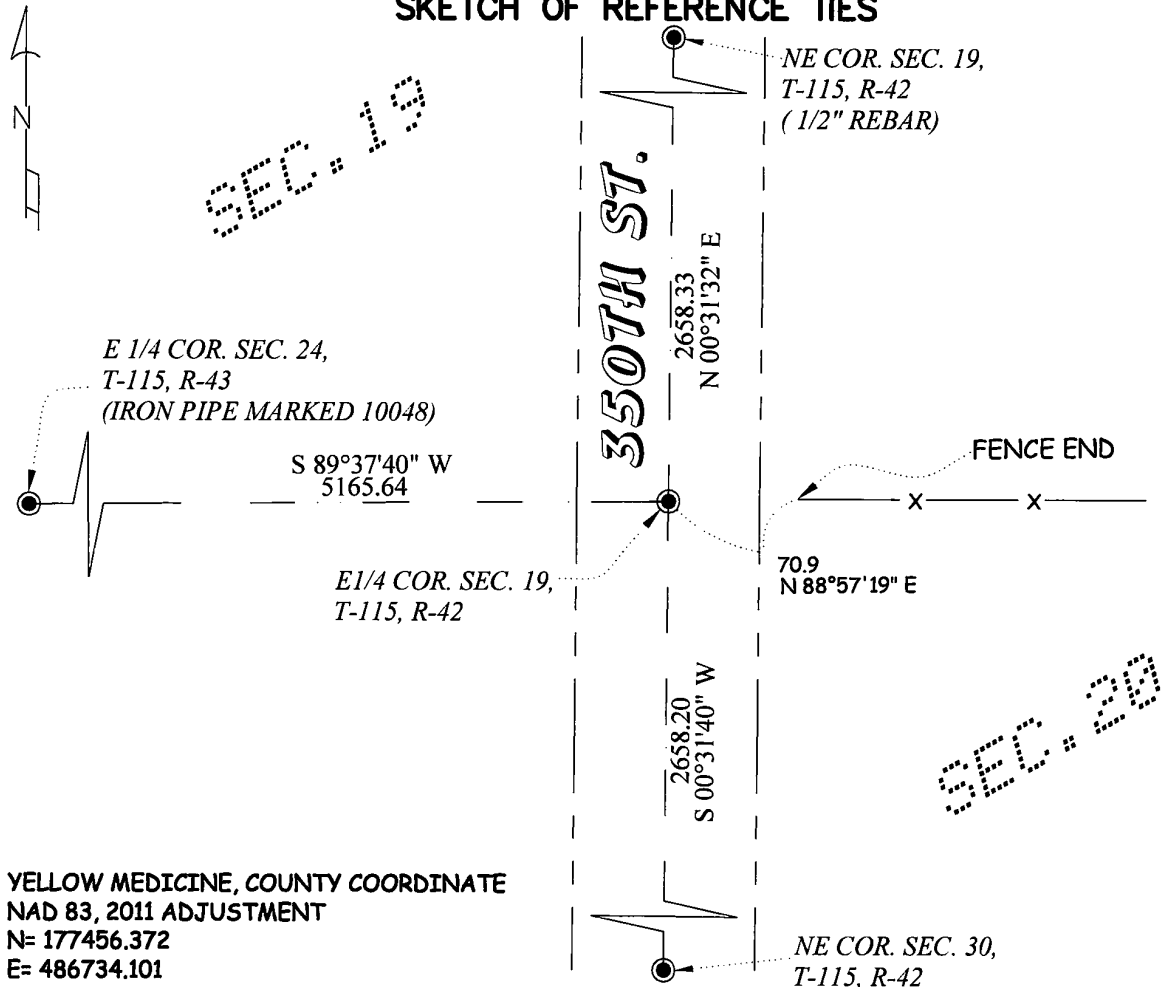 SKETCH OF REFERENCE TIES
N
NE COR. SEC. 19,
T-115, R-42
( 1/2" REBAR)
SEC. 19
350TH ST.
2658.33
N 00°31'32" E
E 1/4 COR. SEC. 24,
T-115, R-43
(IRON PIPE MARKED 10048)
S 89°37'40" W
5165.64
FENCE END
X X
E1/4 COR. SEC. 19,
T-115, R-42
70.9
N 88°57'19" E
2658.20
S 00°31'40" W
SEC. 20
YELLOW MEDICINE, COUNTY COORDINATE
NAD 83, 2011 ADJUSTMENT
N= 177456.372
E= 486734.101
NE COR. SEC. 30,
T-115, R-42